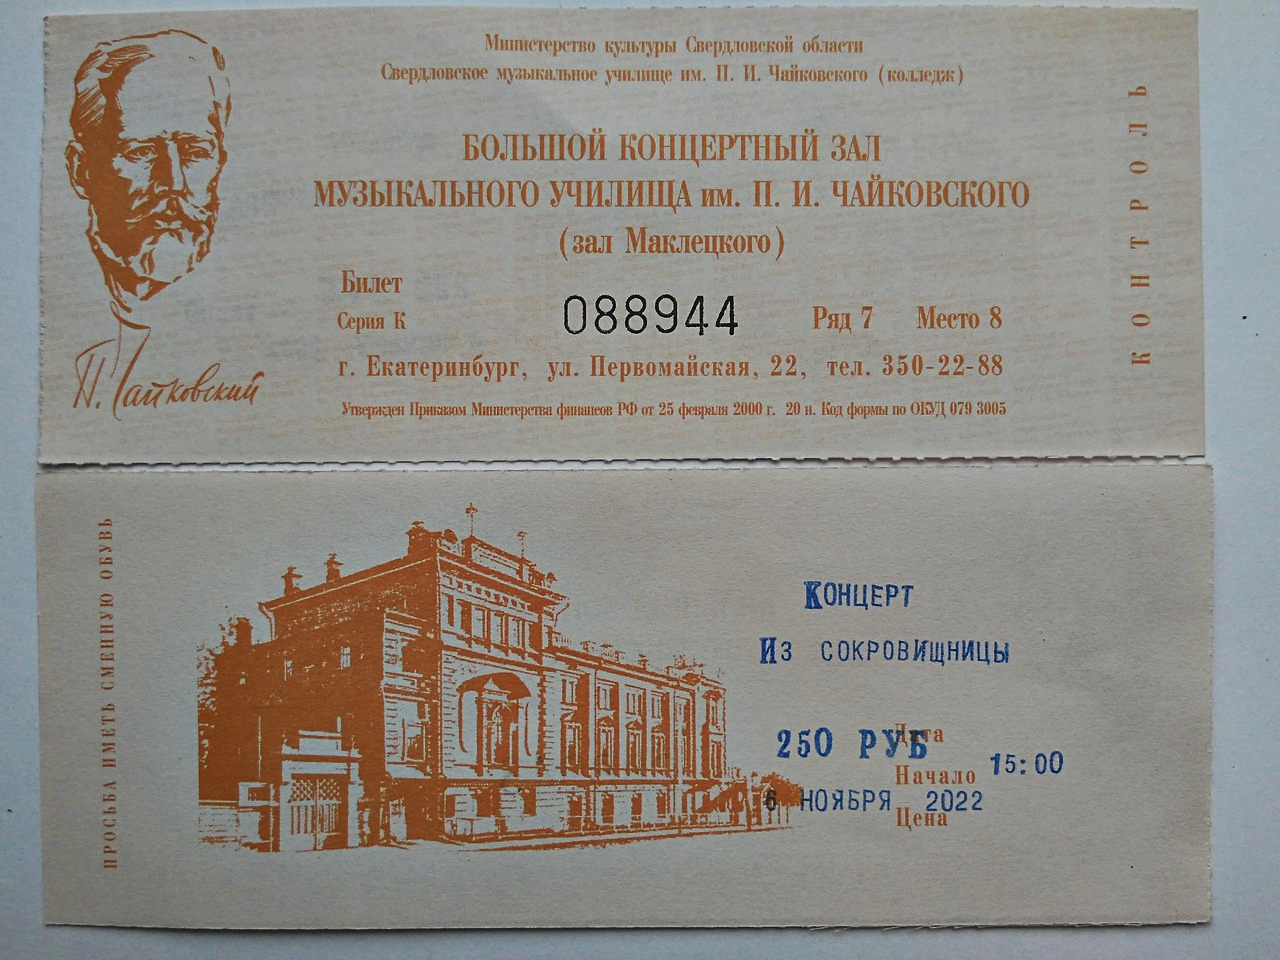 Министерство культуры Свердловской области
Свердловское музыкальное училище им. П. И. Чайковского (колледж)
БОЛЬШОЙ КОНЦЕРТНЫЙ ЗАЛ
МУЗЫКАЛЬНОГО УЧИЛИЩА им. П. И. ЧАЙКОВСКОГО
(зал Маклецкого)
Билет
Серия К 088944 Ряд 7 Место 8
г. Екатеринбург, ул. Первомайская, 22, тел. 350-22-88
Утвержден Приказом Министерства финансов РФ от 25 февраля 2000 г. 20 н. Код формы по ОКУД 079 3005
П. Чайковский
КОНТРОЛЬ
ПРОСЬБА ИМЕТЬ СМЕННУЮ ОБУВЬ
КОНЦЕРТ
ИЗ СОКРОВИЩНИЦЫ
250 РУБ Дата
Начало 15:00
6 НОЯБРЯ 2022
Цена